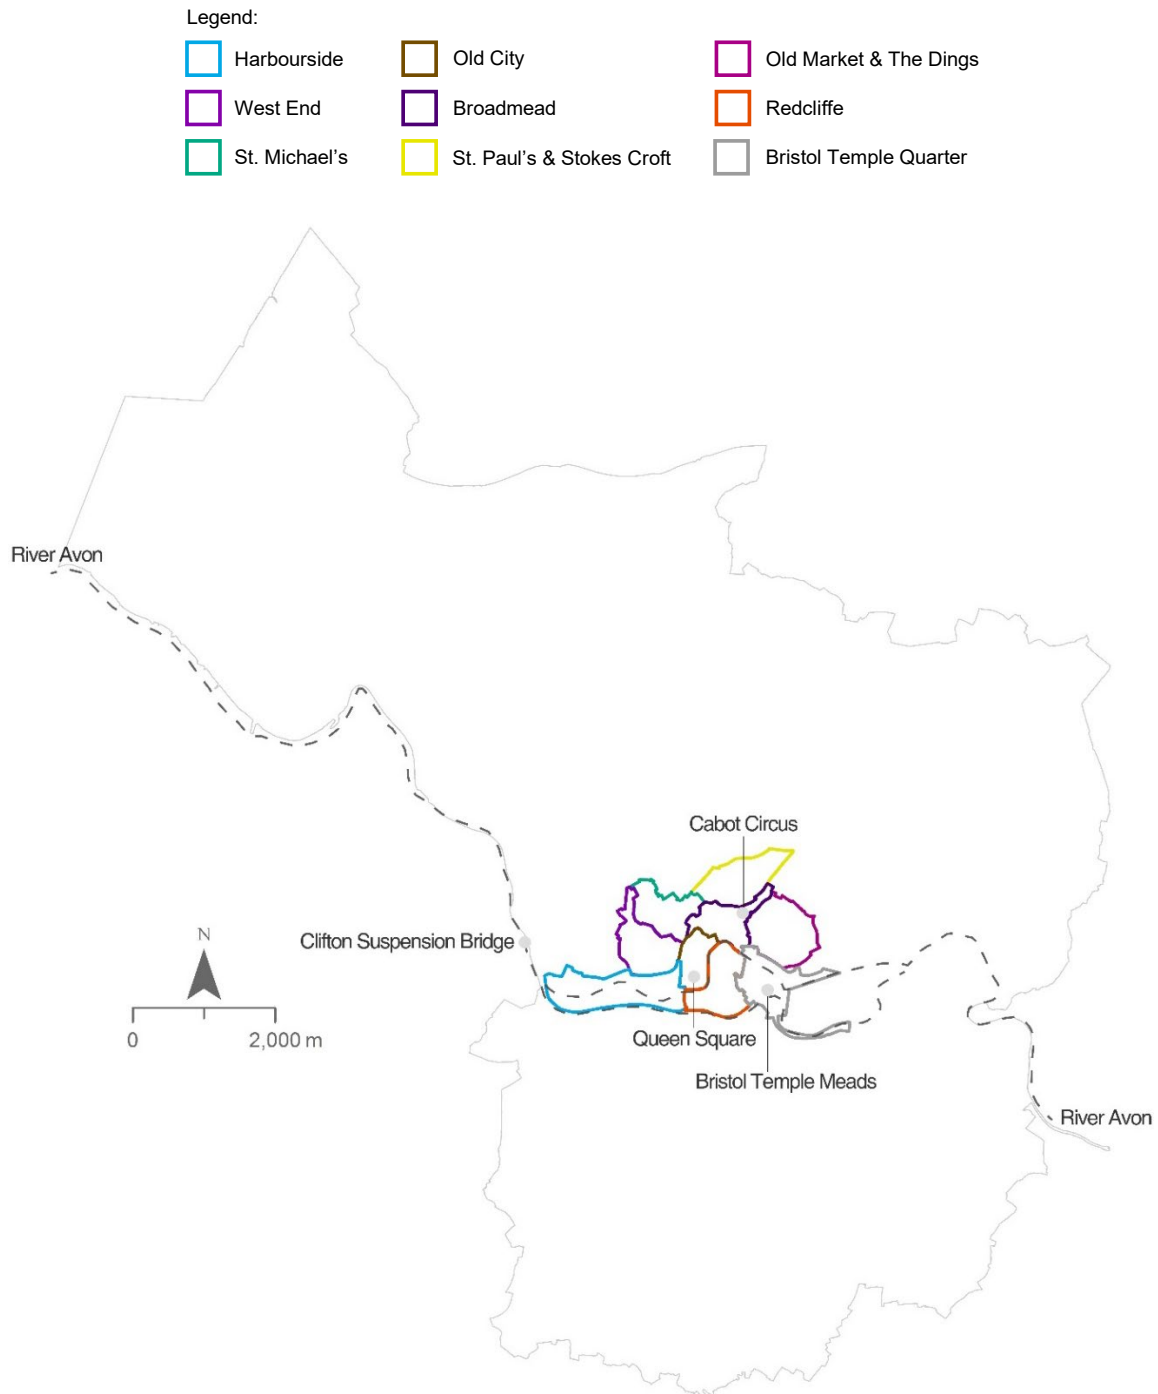 Legend:
Harbourside
Old City
Old Market & The Dings
West End
Broadmead
Redcliffe
St. Michael’s
St. Paul’s & Stokes Croft
Bristol Temple Quarter
River Avon
Cabot Circus
Clifton Suspension Bridge
N
0
2,000 m
Queen Square
Bristol Temple Meads
River Avon